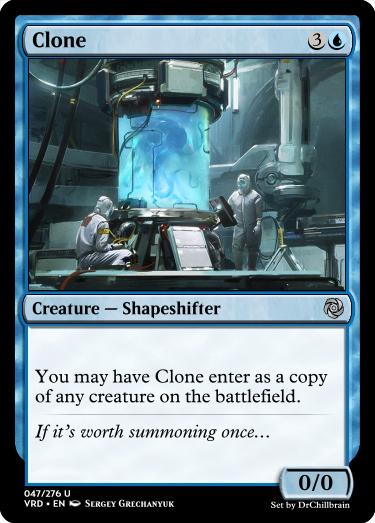 Clone 3
Creature — Shapeshifter
You may have Clone enter as a copy
of any creature on the battlefield.
If it's worth summoning once…
0/0
047/276 U
VRD • EN Sergey Grechanyuk
Set by DrChillbrain